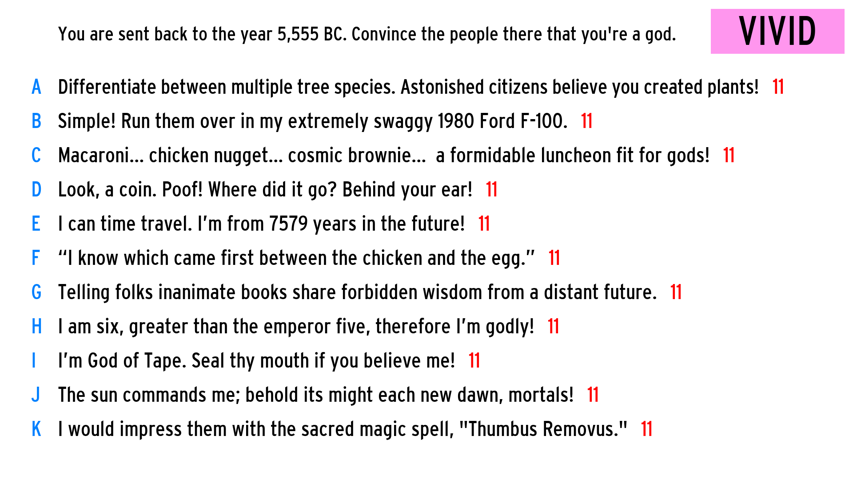 You are sent back to the year 5,555 BC. Convince the people there that you're a god.
VIVID
A Differentiate between multiple tree species. Astonished citizens believe you created plants! 11
B Simple! Run them over in my extremely swaggy 1980 Ford F-100. 11
C Macaroni... chicken nugget... cosmic brownie... a formidable luncheon fit for gods! 11
D Look, a coin. Poof! Where did it go? Behind your ear! 11
E I can time travel. I'm from 7579 years in the future! 11
F “I know which came first between the chicken and the egg.” 11
G Telling folks inanimate books share forbidden wisdom from a distant future. 11
H I am six, greater than the emperor five, therefore I'm godly! 11
I I'm God of Tape. Seal thy mouth if you believe me! 11
J The sun commands me; behold its might each new dawn, mortals! 11
K I would impress them with the sacred magic spell, "Thumbus Removus." 11